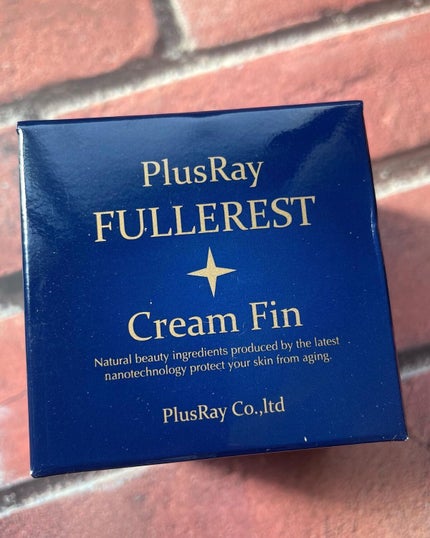 PlusRay
FULLEREST
Cream Fin
Natural beauty ingredients produced by the latest
nanotechnology protect your skin from aging.
PlusRay Co.,ltd